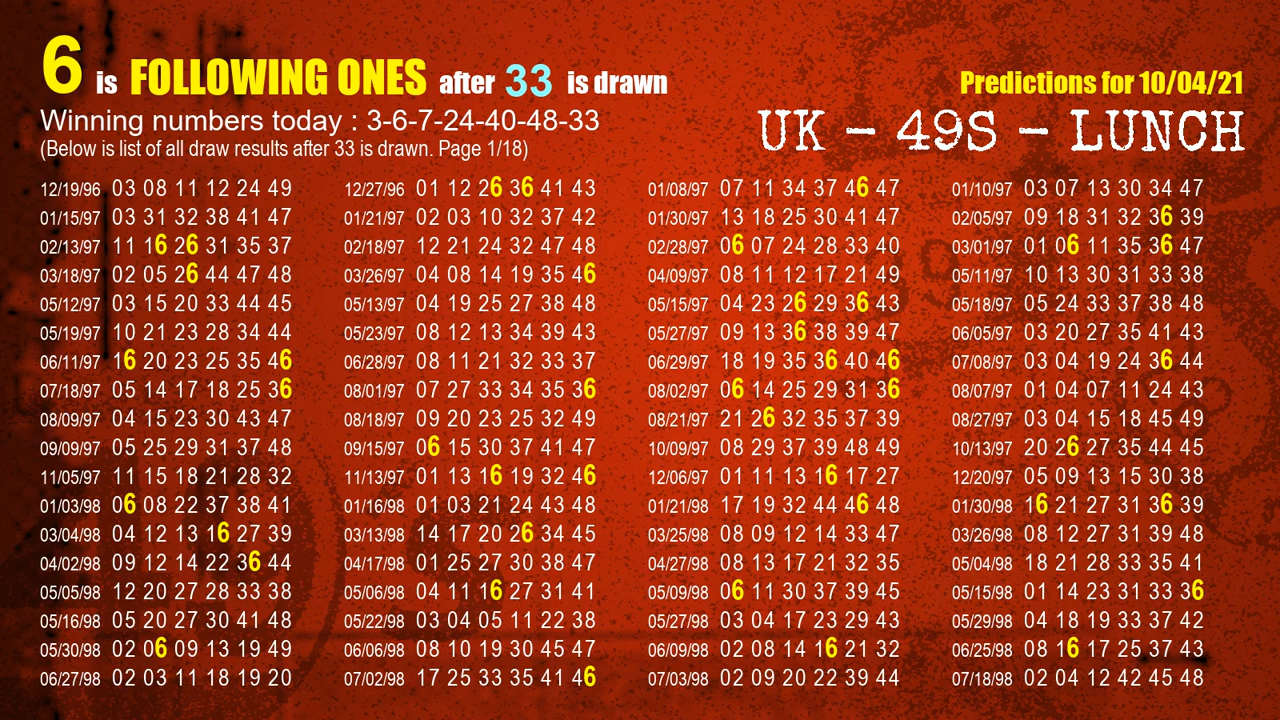 6 is FOLLOWING ONES after 33 is drawn
Predictions for 10/04/21
Winning numbers today : 3-6-7-24-40-48-33
UK - 49S - LUNCH
(Below is list of all draw results after 33 is drawn. Page 1/18)
12/19/96 03 08 11 12 24 49 12/27/96 01 12 26 36 41 43 01/08/97 07 11 34 37 46 47 01/10/97 03 07 13 30 34 47
01/15/97 03 31 32 38 41 47 01/21/97 02 03 10 32 37 42 01/30/97 13 18 25 30 41 47 02/05/97 09 18 31 32 36 39
02/13/97 11 16 26 31 35 37 02/18/97 12 21 24 32 47 48 02/28/97 06 07 24 28 33 40 03/01/97 01 06 11 35 36 47
03/18/97 02 05 26 44 47 48 03/26/97 04 08 14 19 35 46 04/09/97 08 11 12 17 21 49 05/11/97 10 13 30 31 33 38
05/12/97 03 15 20 33 44 45 05/13/97 04 19 25 27 38 48 05/15/97 04 23 26 29 36 43 05/18/97 05 24 33 37 38 48
05/19/97 10 21 23 28 34 44 05/23/97 08 12 13 34 39 43 05/27/97 09 13 36 38 39 47 06/05/97 03 20 27 35 41 43
06/11/97 16 20 23 25 35 46 06/28/97 08 11 21 32 33 37 06/29/97 18 19 35 36 40 46 07/08/97 03 04 19 24 36 44
07/18/97 05 14 17 18 25 36 08/01/97 07 27 33 34 35 36 08/02/97 06 14 25 29 31 36 08/07/97 01 04 07 11 24 43
08/09/97 04 15 23 30 43 47 08/18/97 09 20 23 25 32 49 08/21/97 21 26 32 35 37 39 08/27/97 03 04 15 18 45 49
09/09/97 05 25 29 31 37 48 09/15/97 06 15 30 37 41 47 10/09/97 08 29 37 39 48 49 10/13/97 20 26 27 35 44 45
11/05/97 11 15 18 21 28 32 11/13/97 01 13 16 19 32 46 12/06/97 01 11 13 16 17 27 12/20/97 05 09 13 15 30 38
01/03/98 06 08 22 37 38 41 01/16/98 01 03 21 24 43 48 01/21/98 17 19 32 44 46 48 01/30/98 16 21 27 31 36 39
03/04/98 04 12 13 16 27 39 03/13/98 14 17 20 26 34 45 03/25/98 08 09 12 14 33 47 03/26/98 08 12 27 31 39 48
04/02/98 09 12 14 22 36 44 04/17/98 01 25 27 30 38 47 04/27/98 08 13 17 21 32 35 05/04/98 18 21 28 33 35 41
05/05/98 12 20 27 28 33 38 05/06/98 04 11 16 27 31 41 05/09/98 06 11 30 37 39 45 05/15/98 01 14 23 31 33 36
05/16/98 05 20 27 30 41 48 05/22/98 03 04 05 11 22 38 05/27/98 03 04 17 23 29 43 05/29/98 04 18 19 33 37 42
05/30/98 02 06 09 13 19 49 06/06/98 08 10 19 30 45 47 06/09/98 02 08 14 16 21 32 06/25/98 08 16 17 25 37 43
06/27/98 02 03 11 18 19 20 07/02/98 17 25 33 35 41 46 07/03/98 02 09 20 22 39 44 07/18/98 02 04 12 42 45 48